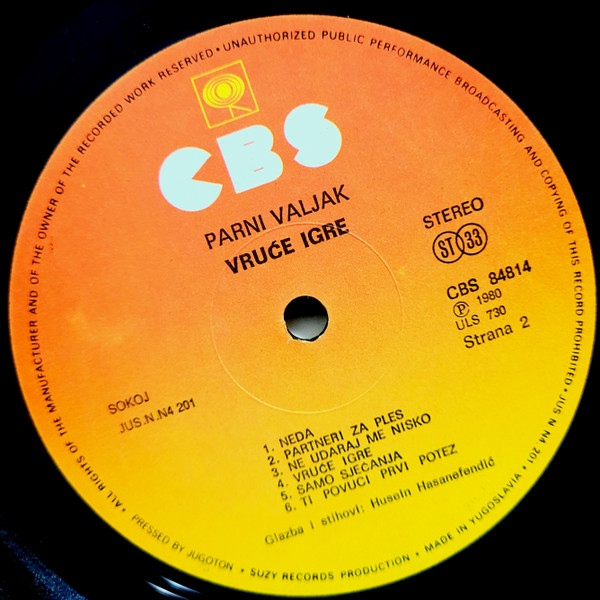 CBS
PARNI VALJAK
VRUĆE IGRE
STEREO
ST 33
CBS 84814
Ⓟ 1980
ULS 730
Strana 2
SOKOJ
JUS.N.N4 201
1. NEDA
2. PARTNERI ZA PLES
3. NE UDARAJ ME NISKO
4. VRUĆE IGRE
5. SAMO SJEĆANJA
6. TI POVUCI PRVI POTEZ
Glazba i stihovi: Husein Hasanefendić
• ALL RIGHTS OF THE MANUFACTURER AND OF THE OWNER OF THE RECORDED WORK RESERVED • UNAUTHORIZED PUBLIC PERFORMANCE BROADCASTING AND COPYING OF THIS RECORD PROHIBITED • JUS N N4 201
• PRESSED BY JUGOTON • SUZY RECORDS PRODUCTION • MADE IN YUGOSLAVIA •